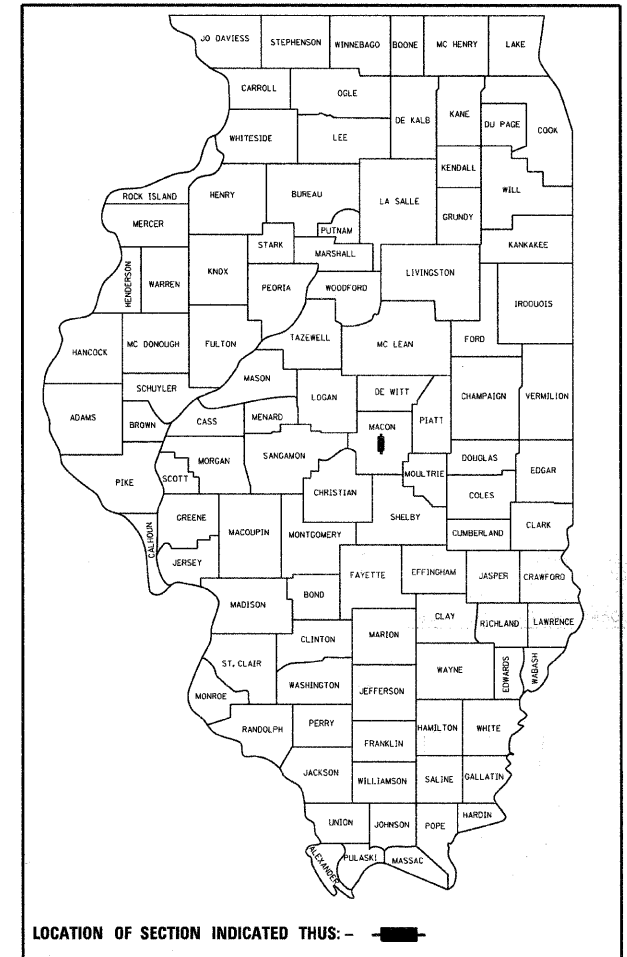 JO DAVIESS
STEPHENSON
WINNEBAGO
BOONE
MC HENRY
LAKE
CARROLL
OGLE
DE KALB
KANE
DU PAGE
COOK
WHITESIDE
LEE
KENDALL
WILL
ROCK ISLAND
HENRY
BUREAU
LA SALLE
GRUNDY
MERCER
PUTNAM
STARK
MARSHALL
KANKAKEE
HENDERSON
WARREN
KNOX
PEORIA
WOODFORD
LIVINGSTON
IROQUOIS
HANCOCK
MC DONOUGH
FULTON
TAZEWELL
MC LEAN
FORD
SCHUYLER
MASON
LOGAN
DE WITT
CHAMPAIGN
VERMILION
ADAMS
BROWN
CASS
MENARD
MACON
PIATT
PIKE
SCOTT
MORGAN
SANGAMON
CHRISTIAN
MOULTRIE
DOUGLAS
EDGAR
COLES
CALHOUN
GREENE
MACOUPIN
MONTGOMERY
SHELBY
CUMBERLAND
CLARK
JERSEY
FAYETTE
EFFINGHAM
JASPER
CRAWFORD
MADISON
BOND
CLAY
RICHLAND
LAWRENCE
ST. CLAIR
CLINTON
MARION
WAYNE
EDWARDS
WABASH
MONROE
WASHINGTON
JEFFERSON
RANDOLPH
PERRY
FRANKLIN
HAMILTON
WHITE
JACKSON
WILLIAMSON
SALINE
GALLATIN
UNION
JOHNSON
POPE
HARDIN
ALEXANDER
PULASKI
MASSAC
LOCATION OF SECTION INDICATED THUS: –